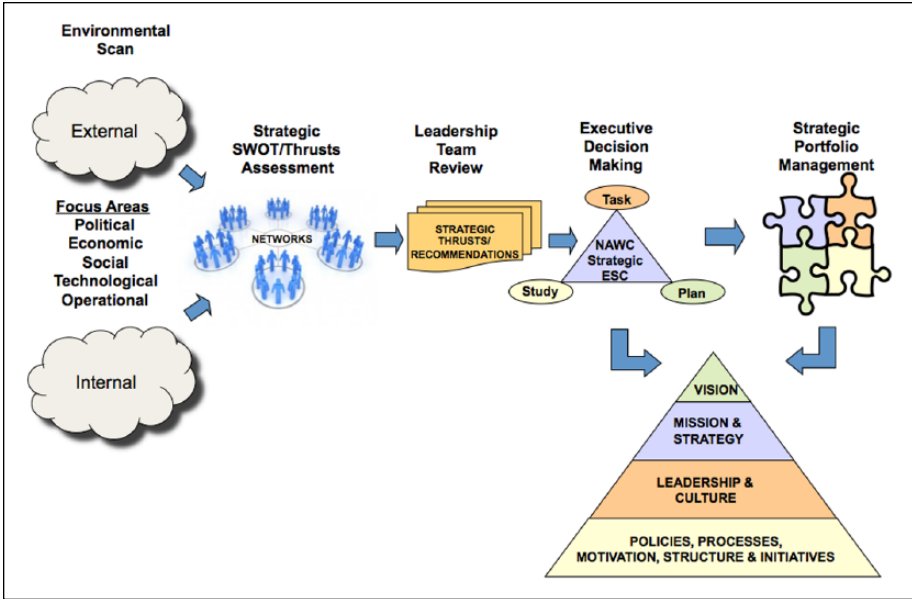 Environmental
Scan
External
Focus Areas
Political
Economic
Social
Technological
Operational
Internal
Strategic
SWOT/Thrusts
Assessment
NETWORKS
Leadership
Team
Review
STRATEGIC
THRUSTS/
RECOMMENDATIONS
Executive
Decision
Making
Task
NAWC
Strategic
ESC
Study
Plan
Strategic
Portfolio
Management
VISION
MISSION &
STRATEGY
LEADERSHIP &
CULTURE
POLICIES, PROCESSES,
MOTIVATION, STRUCTURE & INITIATIVES